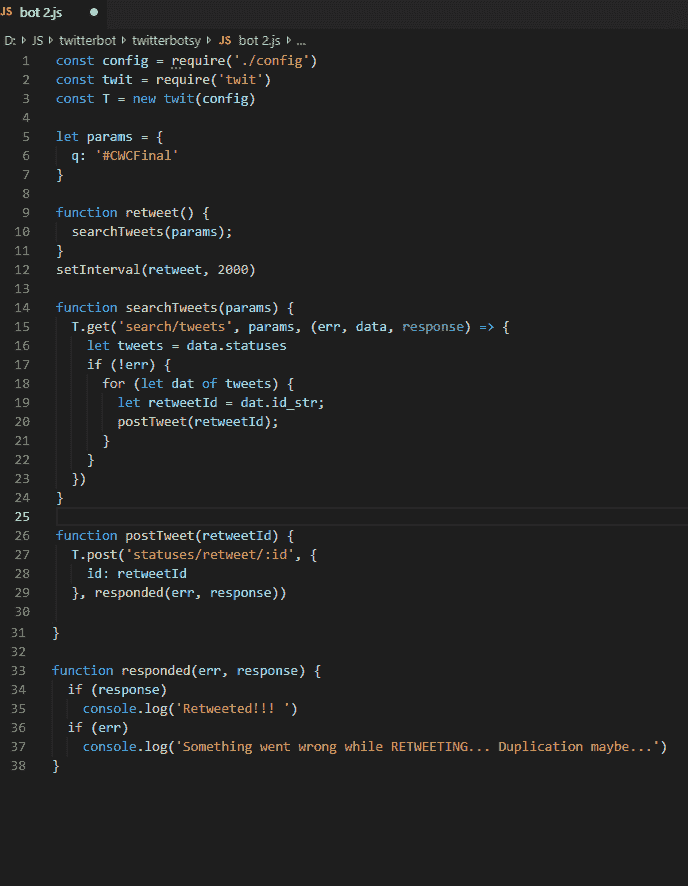 JS bot 2.js ●
D: › JS › twitterbot › twitterbotsy › JS bot 2.js › ...
1 const config = require('./config')
2 const twit = require('twit')
3 const T = new twit(config)
4
5 let params = {
6   q: '#CWCFinal'
7 }
8
9 function retweet() {
10   searchTweets(params);
11 }
12 setInterval(retweet, 2000)
13
14 function searchTweets(params) {
15   T.get('search/tweets', params, (err, data, response) => {
16     let tweets = data.statuses
17     if (!err) {
18       for (let dat of tweets) {
19         let retweetId = dat.id_str;
20         postTweet(retweetId);
21       }
22     }
23   })
24 }
25
26 function postTweet(retweetId) {
27   T.post('statuses/retweet/:id', {
28     id: retweetId
29   }, responded(err, response))
30
31 }
32
33 function responded(err, response) {
34   if (response)
35     console.log('Retweeted!!! ')
36   if (err)
37     console.log('Something went wrong while RETWEETING... Duplication maybe...')
38 }